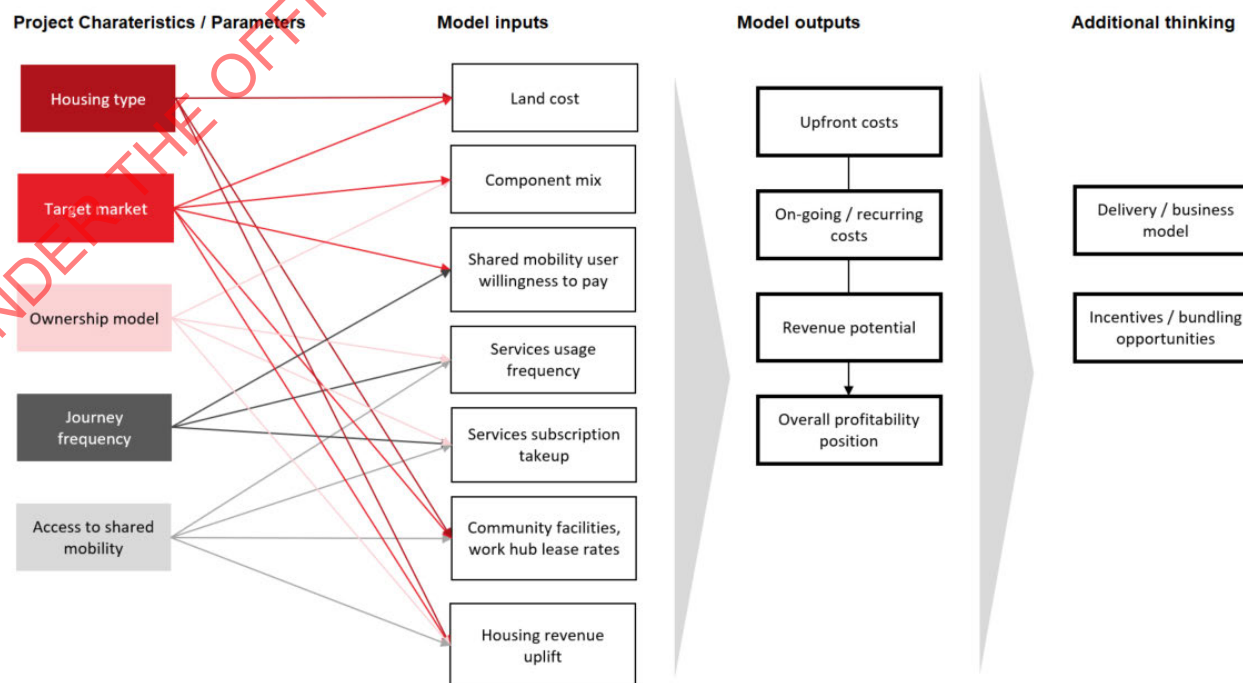 Project Charateristics / Parameters
Model inputs
Model outputs
Additional thinking
Housing type
Target market
Ownership model
Journey
frequency
Access to shared
mobility
Land cost
Component mix
Shared mobility user
willingness to pay
Services usage
frequency
Services subscription
takeup
Community facilities,
work hub lease rates
Housing revenue
uplift
Upfront costs
On-going / recurring
costs
Revenue potential
Overall profitability
position
Delivery / business
model
Incentives / bundling
opportunities
UNDER THE